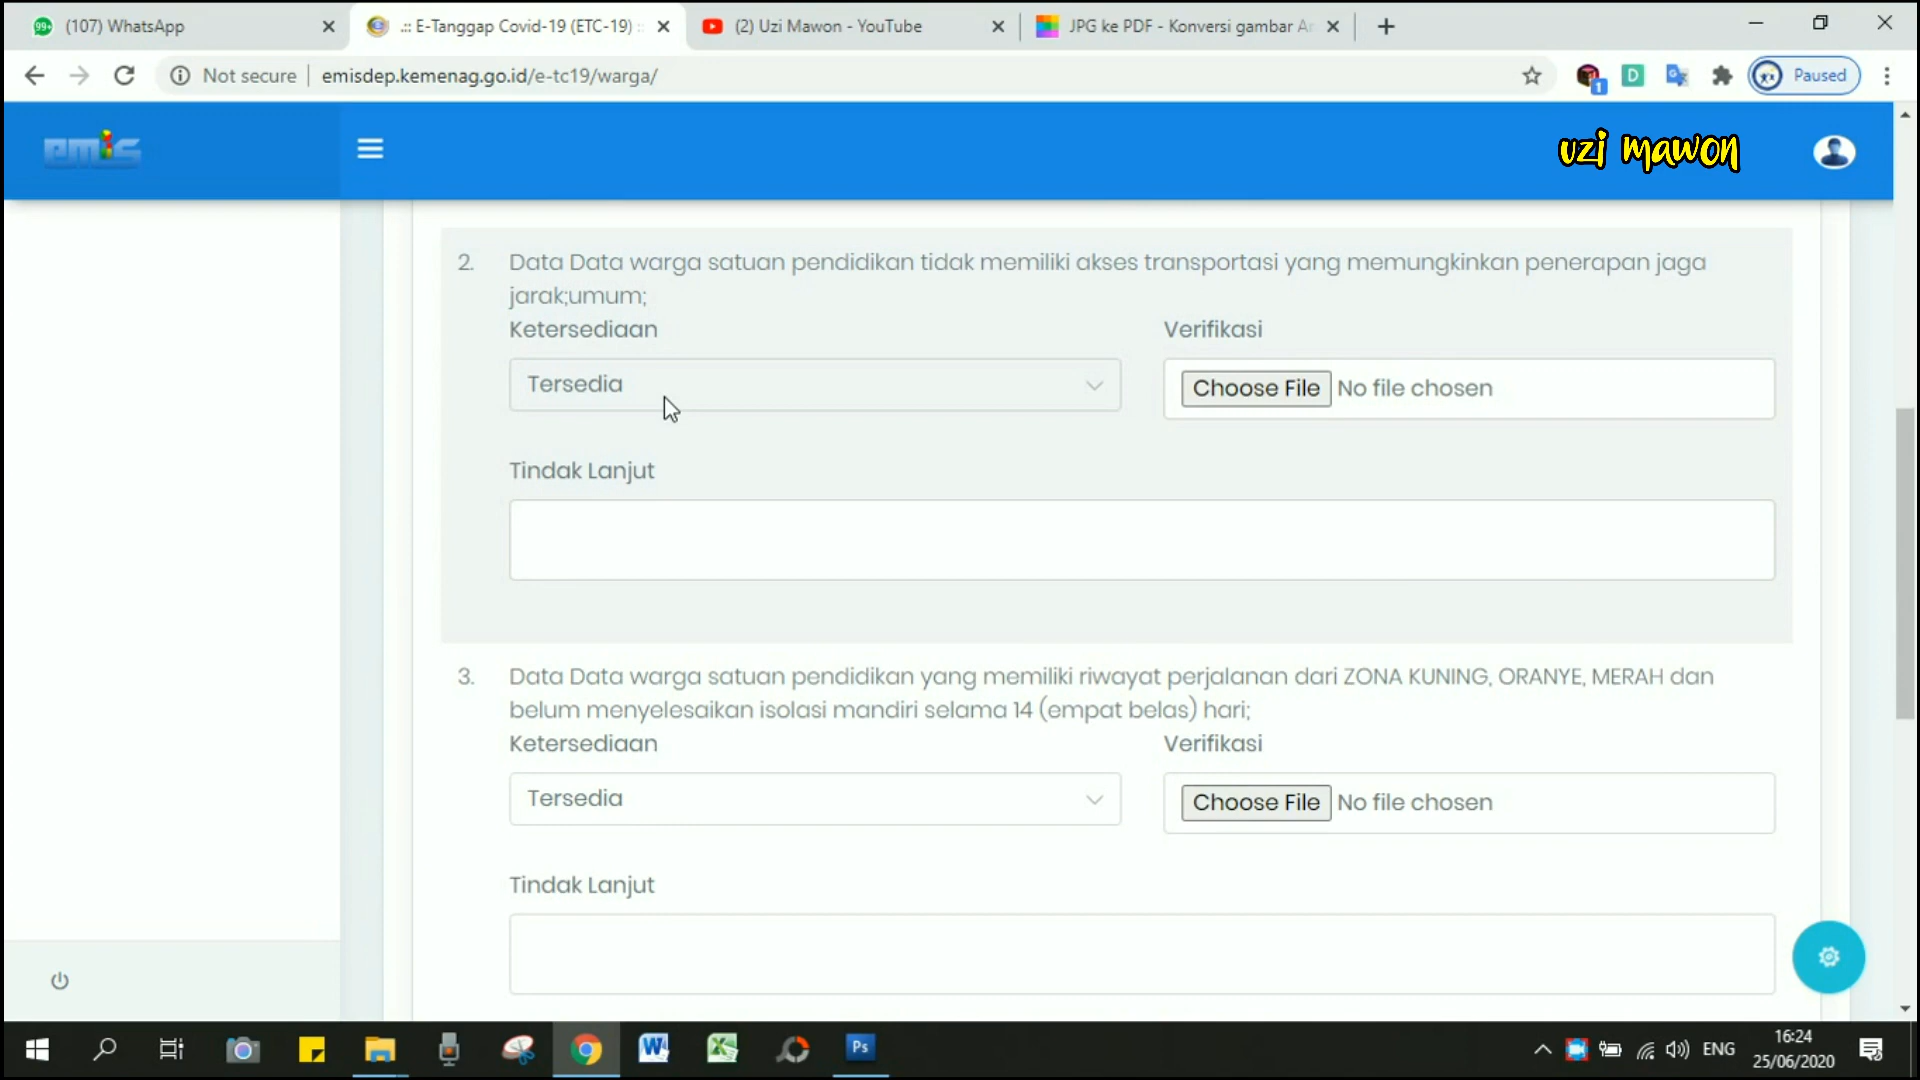 (107) WhatsApp
.:: E-Tanggap Covid-19 (ETC-19) :
(2) Uzi Mawon - YouTube
JPG ke PDF - Konversi gambar
Not secure
emisdep.kemenag.go.id/e-tc19/warga/
Paused
emis
uzi mawon
2.
Data Data warga satuan pendidikan tidak memiliki akses transportasi yang memungkinkan penerapan jaga
jarak;umum;
Ketersediaan
Verifikasi
Tersedia
Choose File No file chosen
Tindak Lanjut
3.
Data Data warga satuan pendidikan yang memiliki riwayat perjalanan dari ZONA KUNING, ORANYE, MERAH dan
belum menyelesaikan isolasi mandiri selama 14 (empat belas) hari;
Ketersediaan
Verifikasi
Tersedia
Choose File No file chosen
Tindak Lanjut
Ps
ENG
16:24
25/06/2020